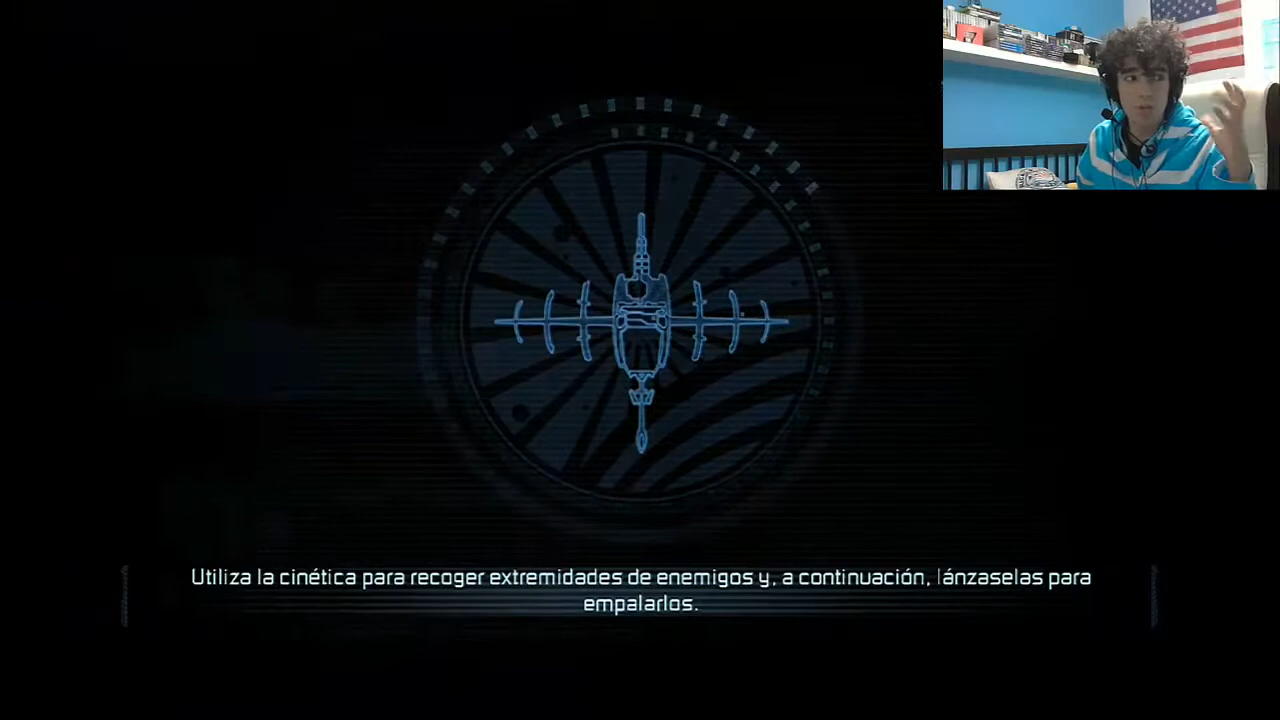 Utiliza la cinética para recoger extremidades de enemigos y, a continuación, lánzaselas para
empalarlos.